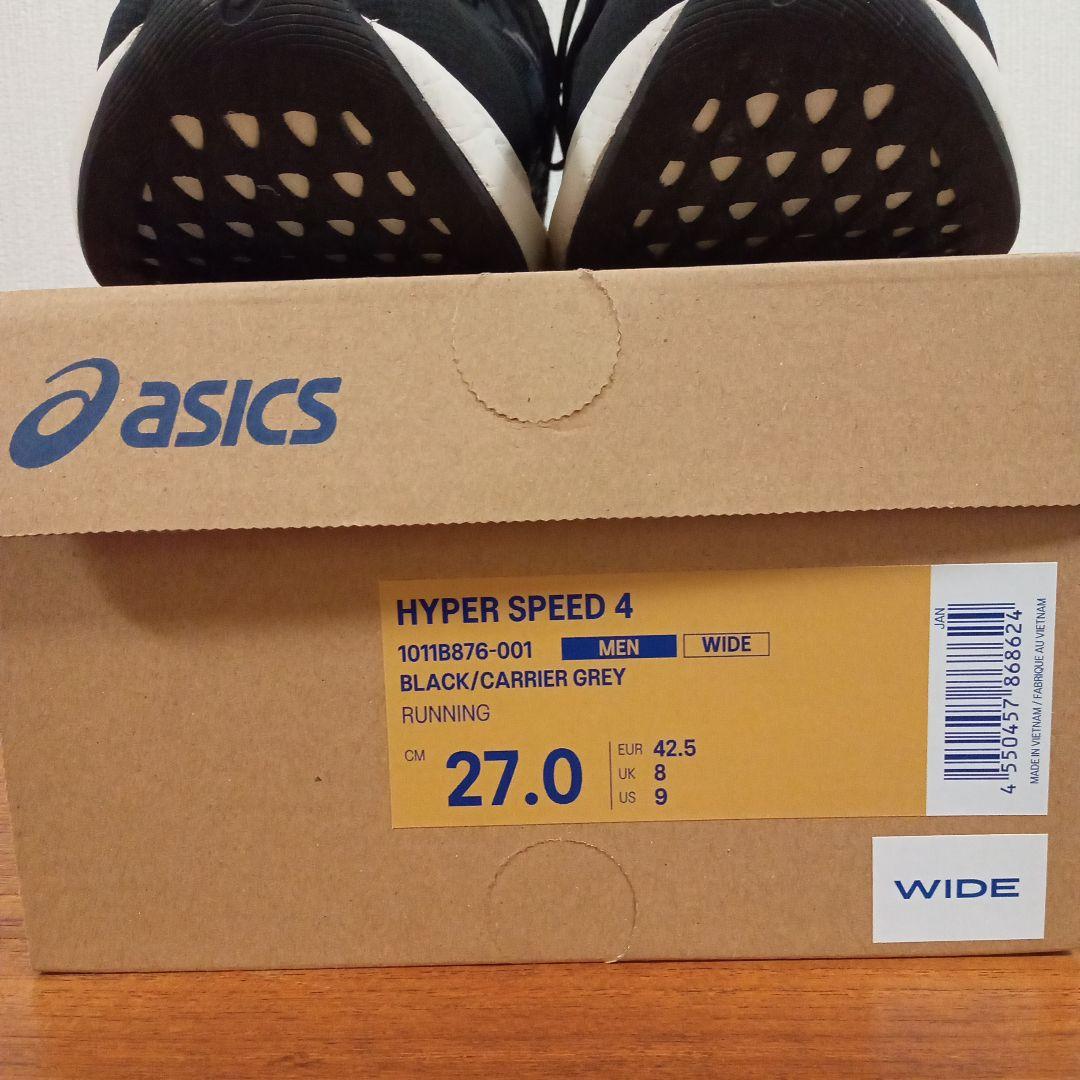 asics
HYPER SPEED 4
1011B876-001 MEN WIDE
BLACK/CARRIER GREY
RUNNING
CM 27.0
EUR 42.5
UK 8
US 9
JAN
4 550457 868624
MADE IN VIETNAM / FABRIQUE AU VIETNAM
WIDE